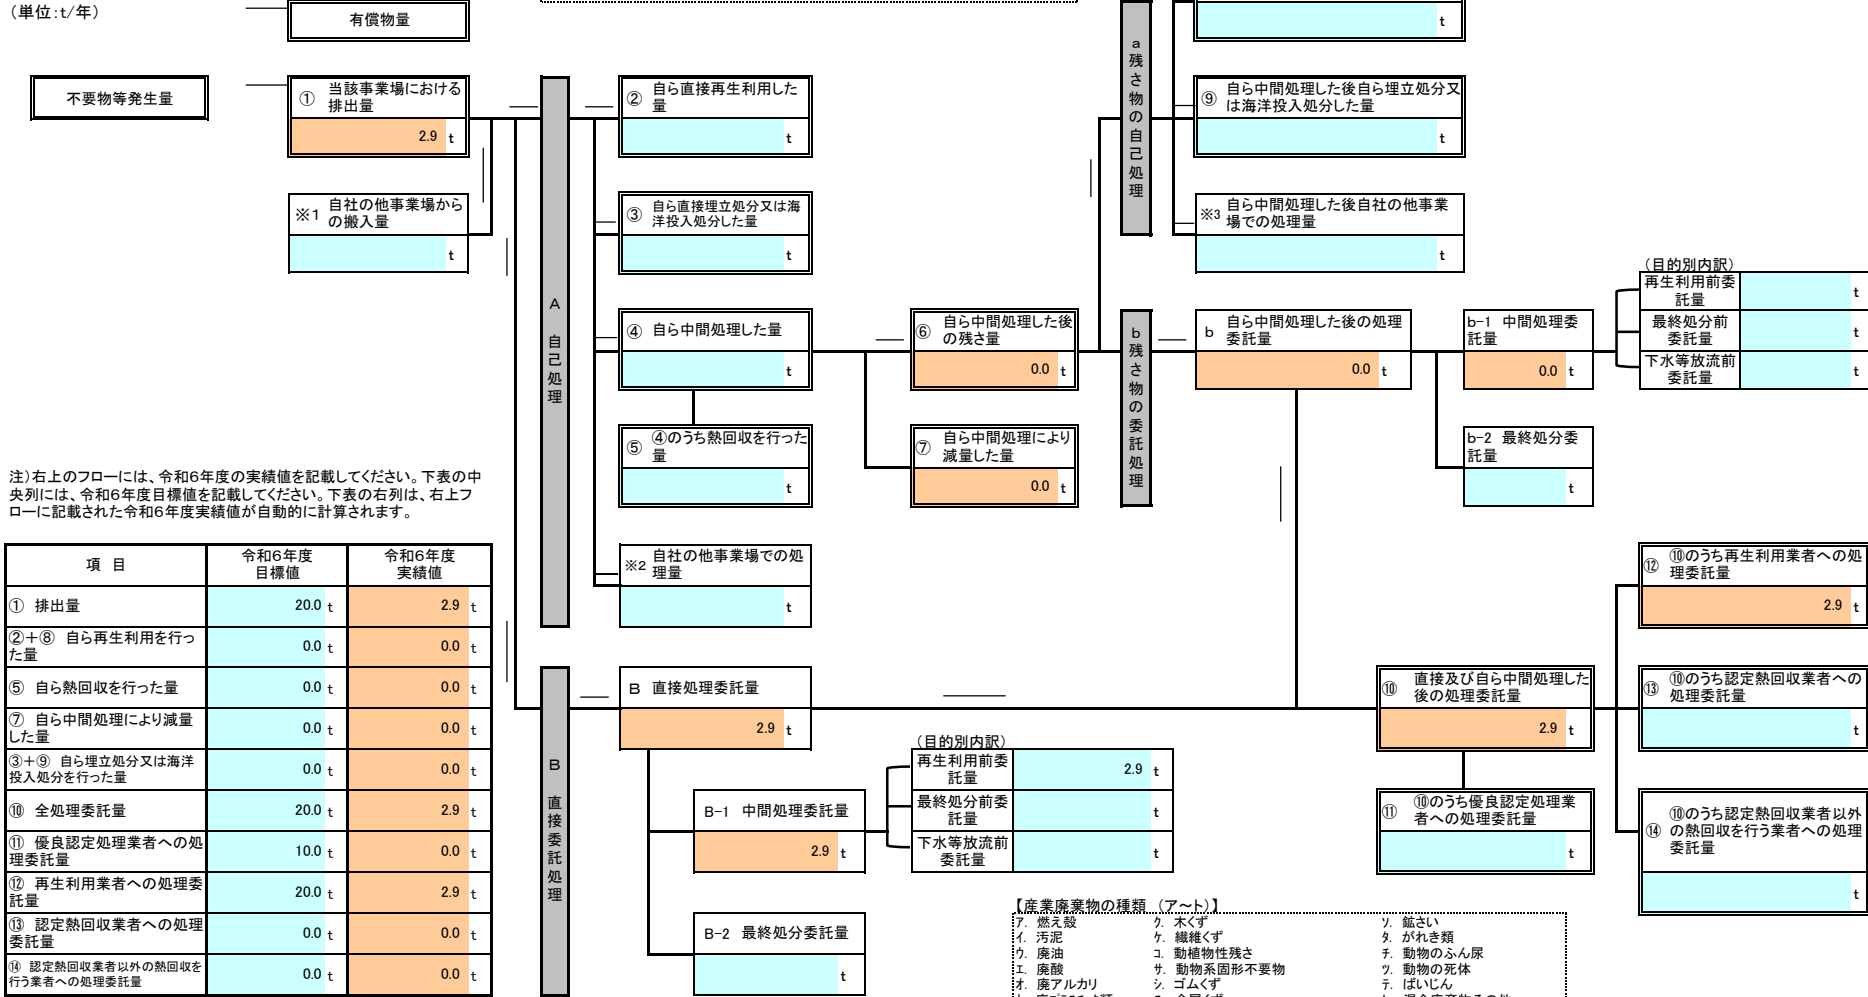 （単位：t/年）
有償物量
t
不要物等発生量
① 当該事業場における
排出量
2.9 t
※1 自社の他事業場から
の搬入量
t
A 自己処理
② 自ら直接再生利用した
量
t
③ 自ら直接埋立処分又は海
洋投入処分した量
t
④ 自ら中間処理した量
t
⑤ ④のうち熱回収を行った
量
t
※2 自社の他事業場での処
理量
t
⑥ 自ら中間処理した後
の残さ量
0.0 t
⑦ 自ら中間処理により
減量した量
0.0 t
a 残さ物の自己処理
⑨ 自ら中間処理した後自ら埋立処分又
は海洋投入処分した量
t
※3 自ら中間処理した後自社の他事業
場での処理量
t
b 残さ物の委託処理
b 自ら中間処理した後の処理
委託量
0.0 t
b-1 中間処理委
託量
0.0 t
b-2 最終処分委
託量
t
（目的別内訳）
再生利用前委
託量
t
最終処分前
委託量
t
下水等放流前
委託量
t
注）右上のフローには、令和6年度の実績値を記載してください。下表の中
央列には、令和6年度目標値を記載してください。下表の右列は、右上フ
ローに記載された令和6年度実績値が自動的に計算されます。
項 目 令和6年度 令和6年度
目標値 実績値
① 排出量 20.0 t 2.9 t
②＋⑧ 自ら再生利用を行っ
た量 0.0 t 0.0 t
⑤ 自ら熱回収を行った量 0.0 t 0.0 t
⑦ 自ら中間処理により減量
した量 0.0 t 0.0 t
③＋⑨ 自ら埋立処分又は海洋
投入処分を行った量 0.0 t 0.0 t
⑩ 全処理委託量 20.0 t 2.9 t
⑪ 優良認定処理業者への処
理委託量 10.0 t 0.0 t
⑫ 再生利用業者への処理委
託量 20.0 t 2.9 t
⑬ 認定熱回収業者への処理
委託量 0.0 t 0.0 t
⑭ 認定熱回収業者以外の熱回収を
行う業者への処理委託量 0.0 t 0.0 t
B 直接委託処理
B 直接処理委託量
2.9 t
B-1 中間処理委託量
2.9 t
B-2 最終処分委託量
t
（目的別内訳）
再生利用前委
託量
2.9 t
最終処分前委
託量
t
下水等放流前
委託量
t
⑩ 直接及び自ら中間処理した
後の処理委託量
2.9 t
⑪ ⑩のうち優良認定処理業
者への処理委託量
t
⑫ ⑩のうち再生利用業者への処
理委託量
2.9 t
⑬ ⑩のうち認定熱回収業者への
処理委託量
t
⑭ ⑩のうち認定熱回収業者以外
の熱回収を行う業者への処理
委託量
t
【産業廃棄物の種類 （ア～ト）】
ア. 燃え殻 ク. 木くず ソ. 鉱さい
イ. 汚泥 ケ. 繊維くず タ. がれき類
ウ. 廃油 コ. 動植物性残さ チ. 動物のふん尿
エ. 廃酸 サ. 動物系固形不要物 ツ. 動物の死体
オ. 廃アルカリ シ. ゴムくず テ. ばいじん